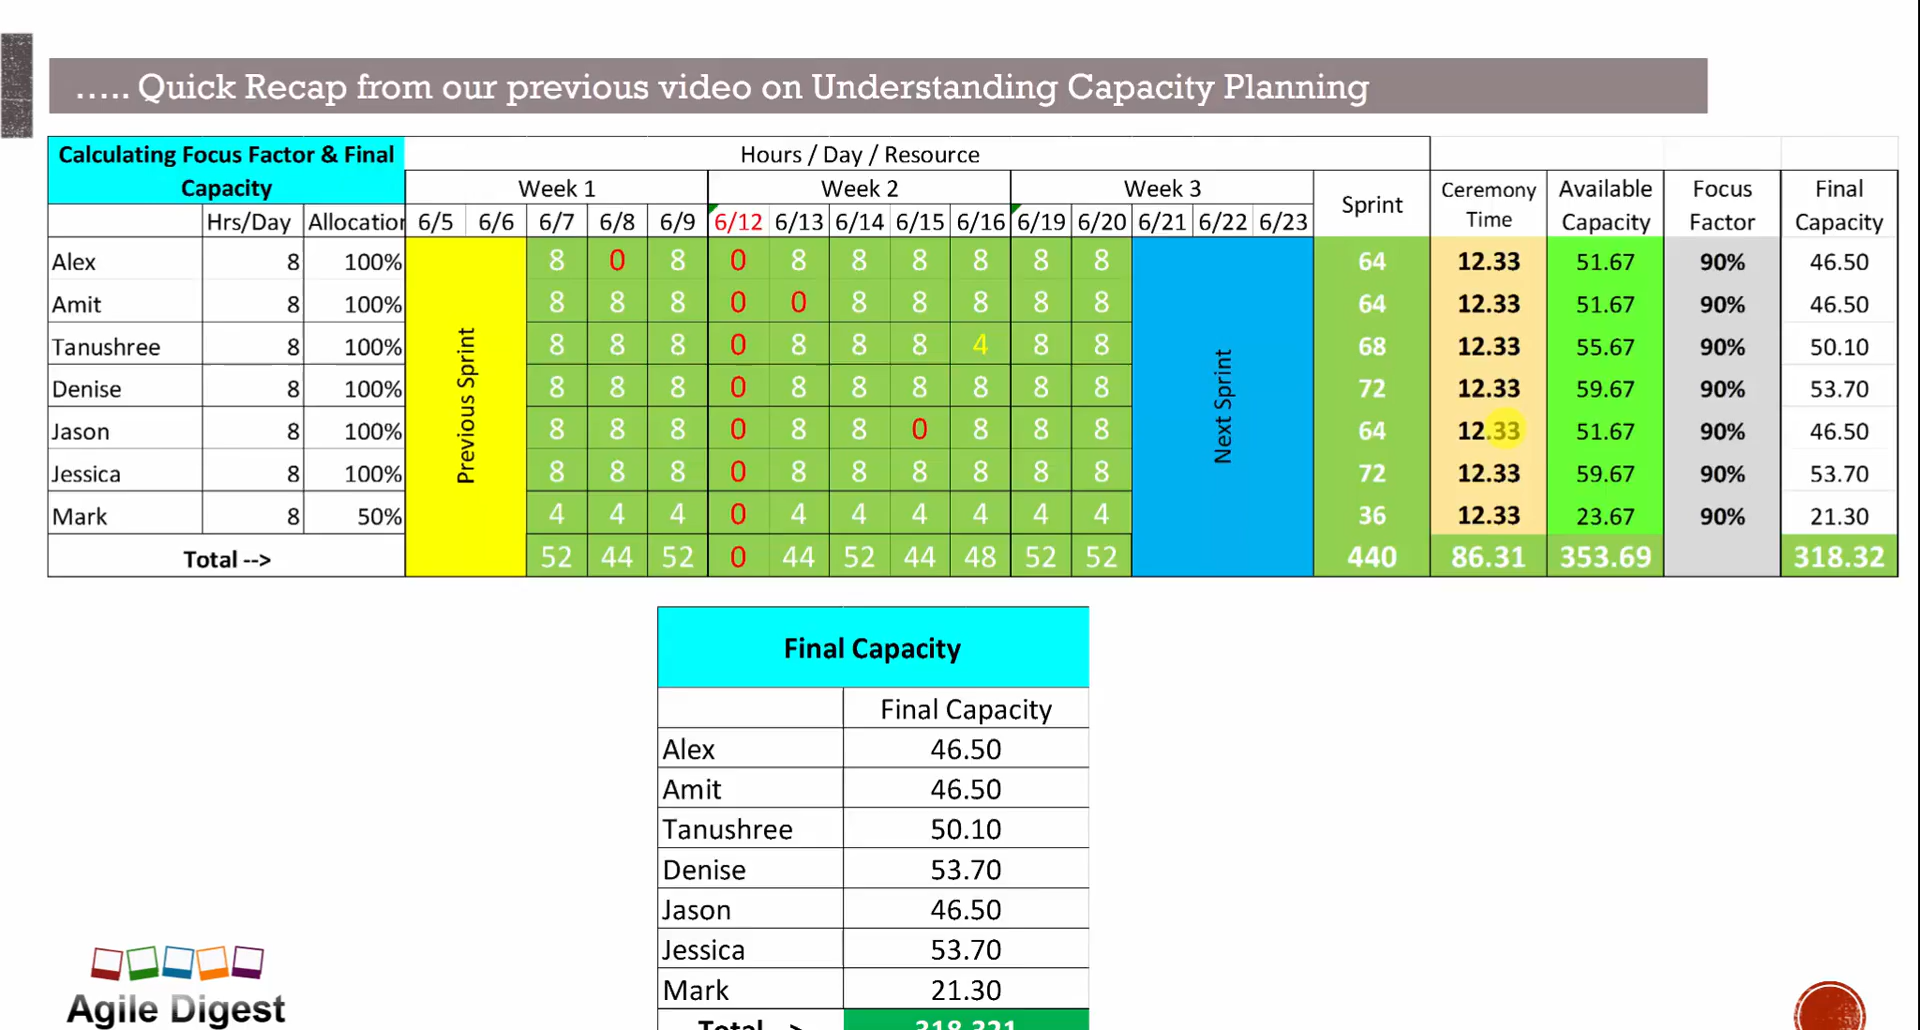 ..... Quick Recap from our previous video on Understanding Capacity Planning
Calculating Focus Factor & Final Capacity
Hours / Day / Resource
Week 1 Week 2 Week 3 Sprint Ceremony Time Available Capacity Focus Factor Final Capacity
Hrs/Day Allocation 6/5 6/6 6/7 6/8 6/9 6/12 6/13 6/14 6/15 6/16 6/19 6/20 6/21 6/22 6/23
Alex 8 100% 8 0 8 0 8 8 8 8 8 8 64 12.33 51.67 90% 46.50
Amit 8 100% 8 8 8 0 0 8 8 8 8 8 64 12.33 51.67 90% 46.50
Tanushree 8 100% 8 8 8 0 8 8 8 4 8 8 68 12.33 55.67 90% 50.10
Denise 8 100% 8 8 8 0 8 8 8 8 8 8 72 12.33 59.67 90% 53.70
Jason 8 100% 8 8 8 0 8 8 0 8 8 8 64 12.33 51.67 90% 46.50
Jessica 8 100% 8 8 8 0 8 8 8 8 8 8 72 12.33 59.67 90% 53.70
Mark 8 50% 4 4 4 0 4 4 4 4 4 4 36 12.33 23.67 90% 21.30
Total --> 52 44 52 0 44 52 44 48 52 52 440 86.31 353.69 318.32
Previous Sprint
Next Sprint
Final Capacity
Final Capacity
Alex 46.50
Amit 46.50
Tanushree 50.10
Denise 53.70
Jason 46.50
Jessica 53.70
Mark 21.30
Total --> 318.321
Agile Digest